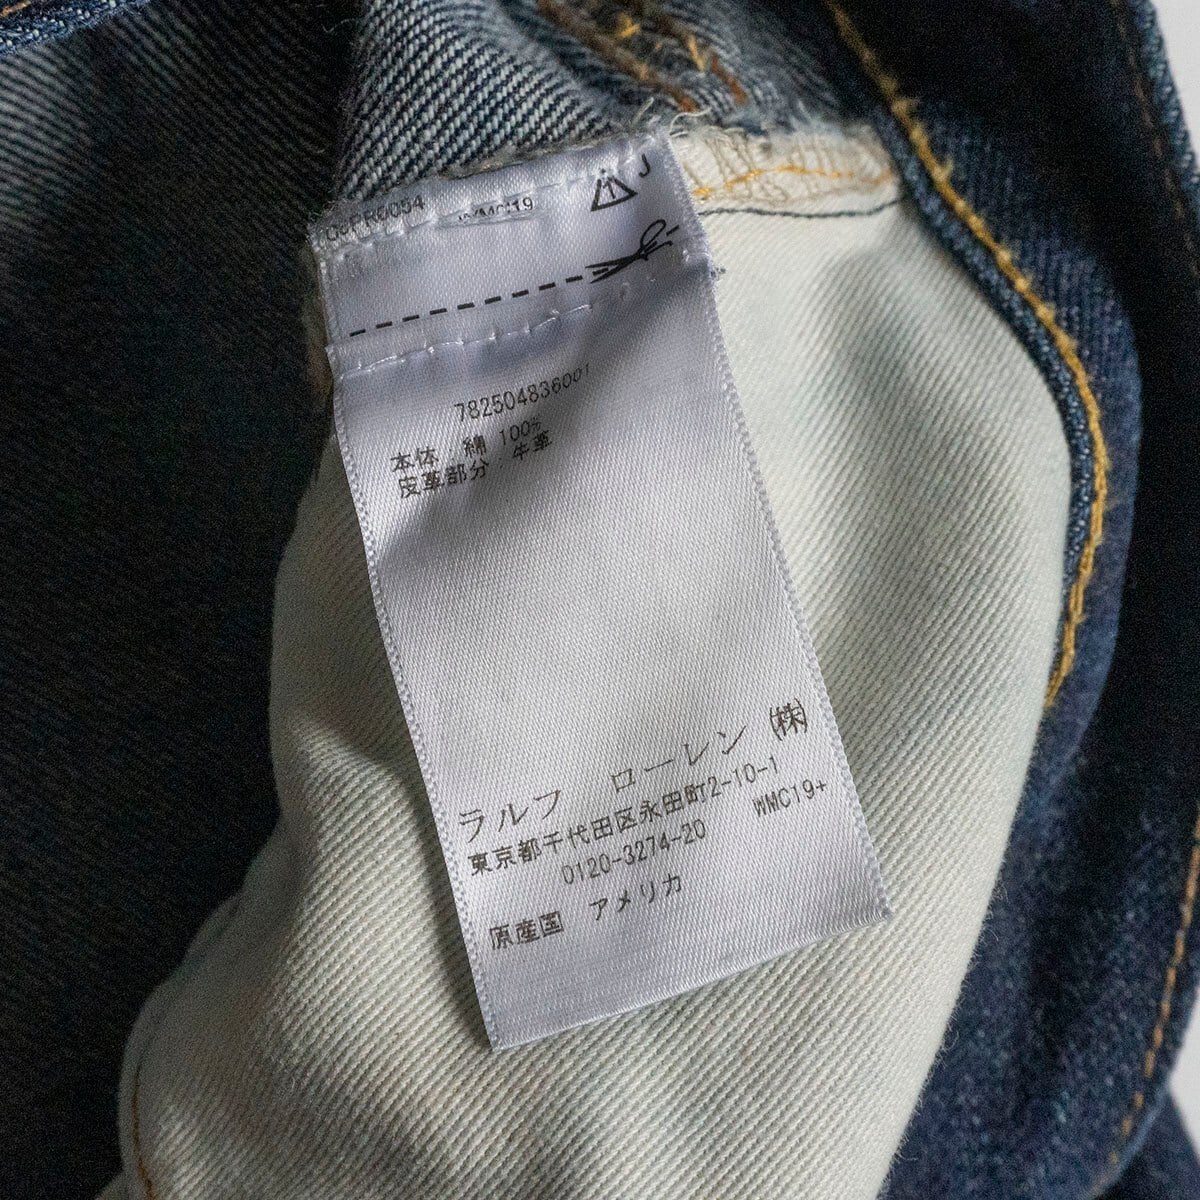 J
782504836001
本体 綿 100%
皮革部分 牛革
ラルフ ローレン (株)
東京都千代田区永田町2-10-1
0120-3274-20 WMC19+
原産国 アメリカ